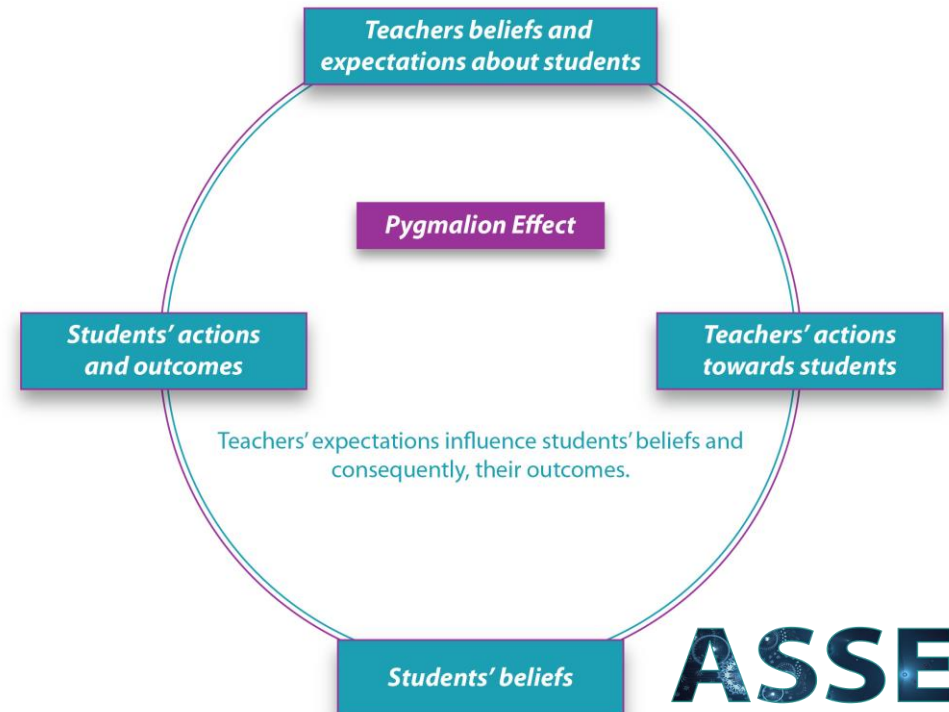 Teachers beliefs and
expectations about students
Pygmalion Effect
Students’ actions
and outcomes
Teachers’ actions
towards students
Teachers’ expectations influence students’ beliefs and
consequently, their outcomes.
Students’ beliefs
ASSE